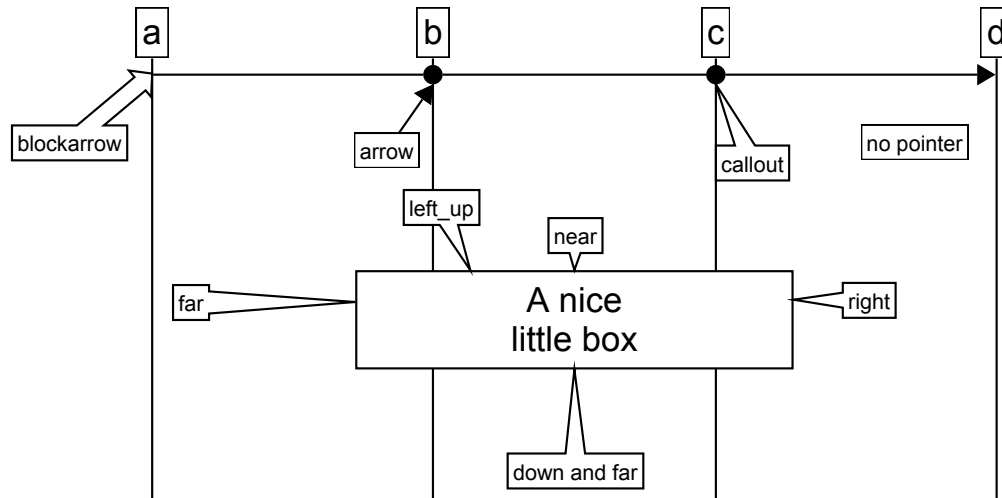 a
b
c
d
blockarrow
arrow
callout
no pointer
left_up
near
far
A nice
little box
right
down and far